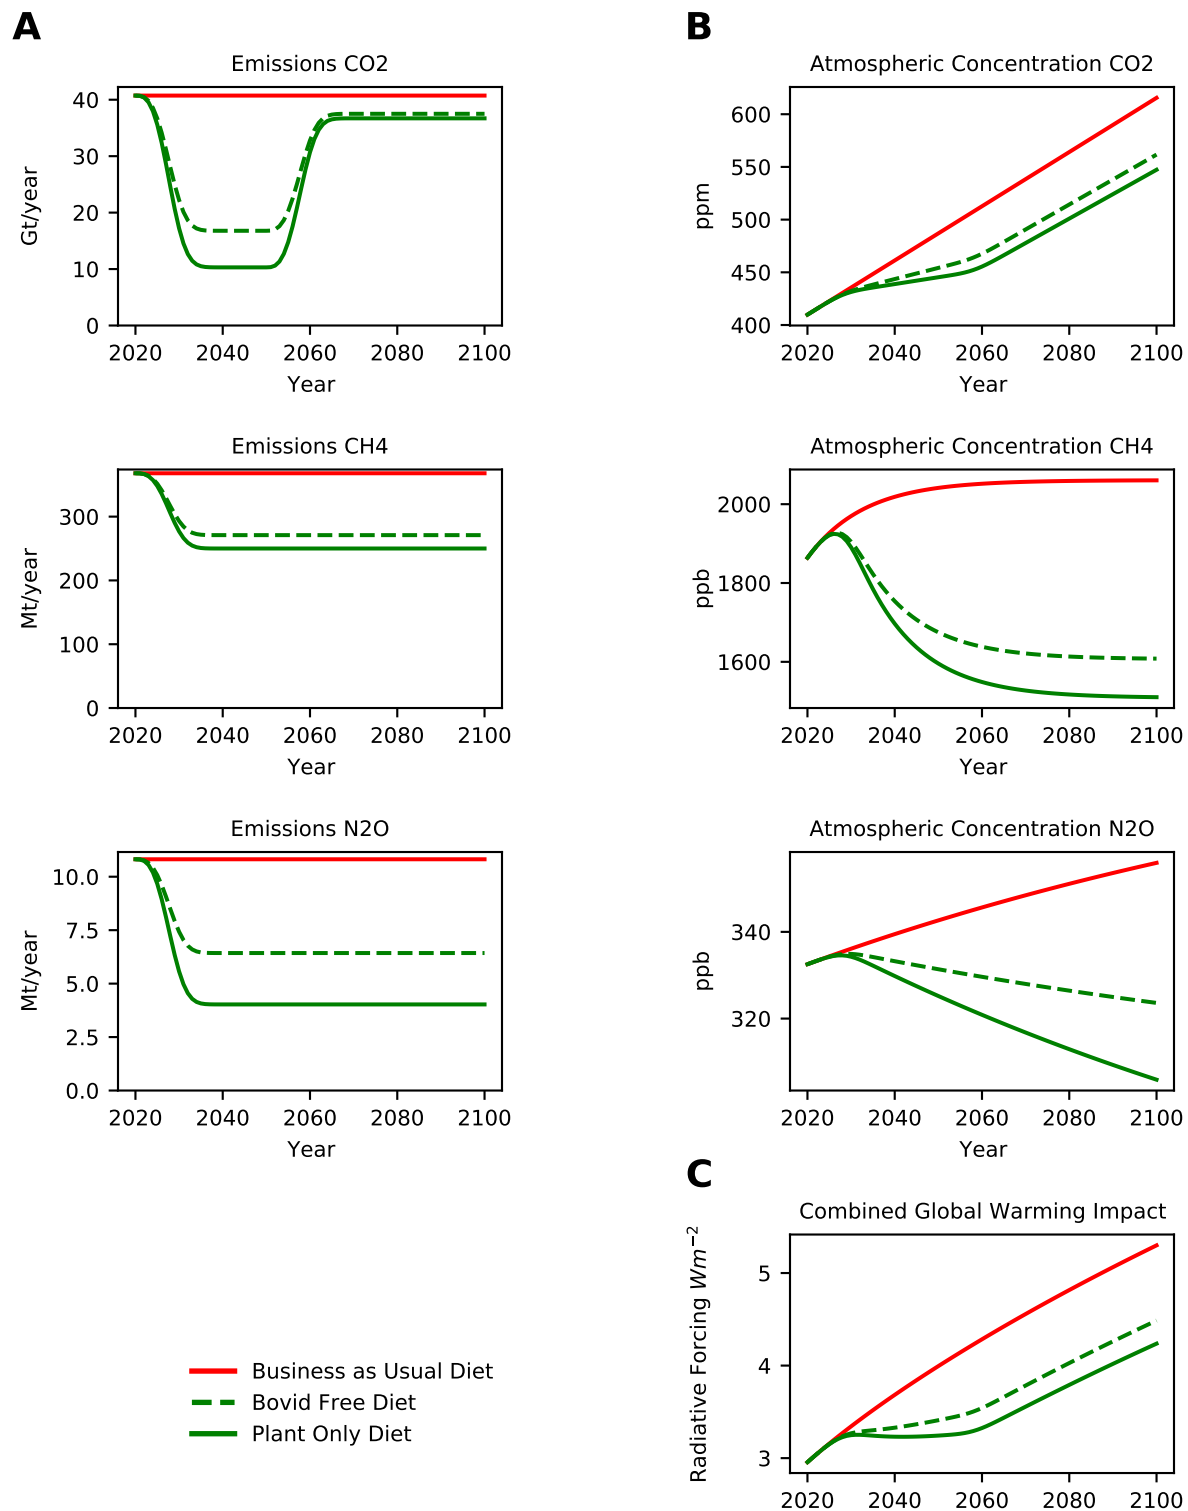 A
Emissions CO2
Gt/year
40
30
20
10
0
2020 2040 2060 2080 2100
Year
Emissions CH4
Mt/year
300
200
100
0
2020 2040 2060 2080 2100
Year
Emissions N2O
Mt/year
10.0
7.5
5.0
2.5
0.0
2020 2040 2060 2080 2100
Year
Business as Usual Diet
Bovid Free Diet
Plant Only Diet
B
Atmospheric Concentration CO2
ppm
600
550
500
450
400
2020 2040 2060 2080 2100
Year
Atmospheric Concentration CH4
ppb
2000
1800
1600
2020 2040 2060 2080 2100
Year
Atmospheric Concentration N2O
ppb
340
320
2020 2040 2060 2080 2100
Year
C
Combined Global Warming Impact
Radiative Forcing Wm⁻²
5
4
3
2020 2040 2060 2080 2100